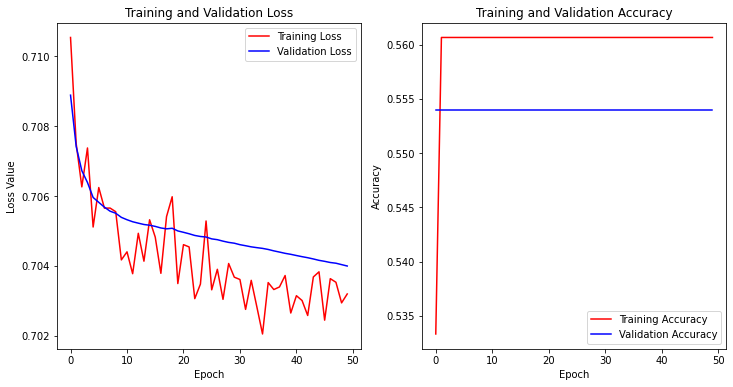 Training and Validation Loss
Training Loss
Validation Loss
0.710
0.708
0.706
0.704
0.702
Loss Value
0
10
20
30
40
50
Epoch
Training and Validation Accuracy
0.560
0.555
0.550
0.545
0.540
0.535
Accuracy
Training Accuracy
Validation Accuracy
0
10
20
30
40
50
Epoch